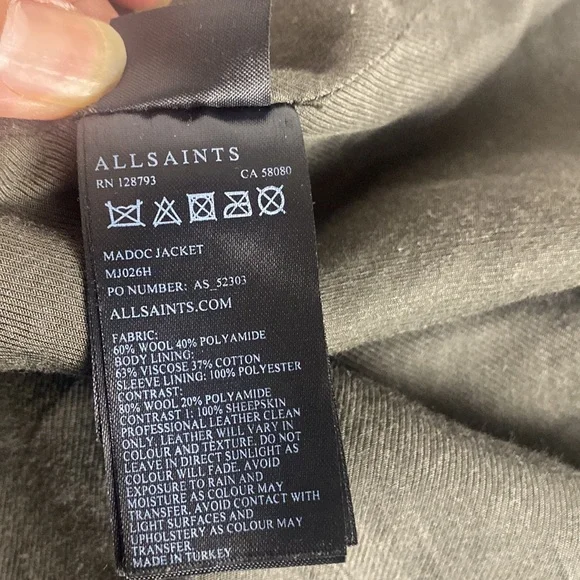 ALLSAINTS
RN 128793 CA 58080
MADOC JACKET
MJ026H
PO NUMBER: AS_52303
ALLSAINTS.COM
FABRIC:
60% WOOL 40% POLYAMIDE
BODY LINING:
63% VISCOSE 37% COTTON
SLEEVE LINING: 100% POLYESTER
CONTRAST:
80% WOOL 20% POLYAMIDE
CONTRAST 1: 100% SHEEPSKIN
PROFESSIONAL LEATHER CLEAN
ONLY, LEATHER WILL VARY IN
COLOUR AND TEXTURE. DO NOT
LEAVE IN DIRECT SUNLIGHT AS
COLOUR WILL FADE. AVOID
EXPOSURE TO RAIN AND
MOISTURE AS COLOUR MAY
TRANSFER. AVOID CONTACT WITH
LIGHT SURFACES AND
UPHOLSTERY AS COLOUR MAY
TRANSFER.
MADE IN TURKEY